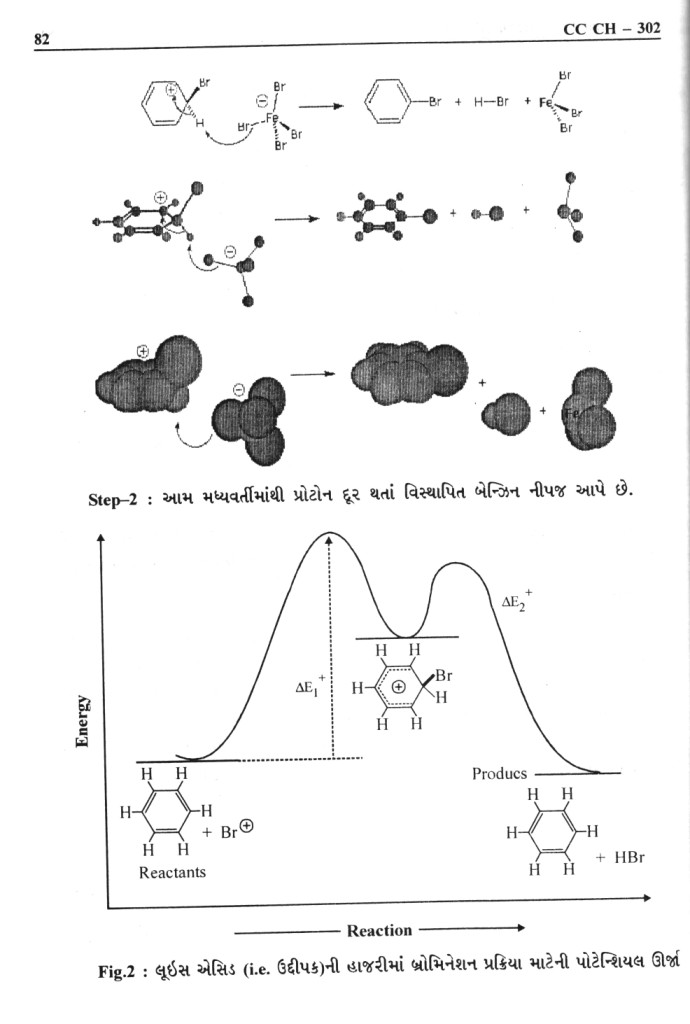 82
CC CH – 302
Br
H
Br
Br
Fe
Br
Br
Br + H–Br + Fe
Br
Br
Br
+ +
+ + Fe
Step–2 : આમ મધ્યવર્તીમાંથી પ્રોટોન દૂર થતાં વિસ્થાપિત બેન્ઝિન નીપજ આપે છે.
Energy
ΔE₁⁺
ΔE₂⁺
H H
H
Br
H
H H
H H
H H
H H
+ Br⊕
Reactants
Producs
H H
H H
H H
+ HBr
Reaction
Fig.2 : લૂઇસ એસિડ (i.e. ઉદ્દીપક)ની હાજરીમાં બ્રોમિનેશન પ્રક્રિયા માટેની પોટેન્શિયલ ઊર્જા